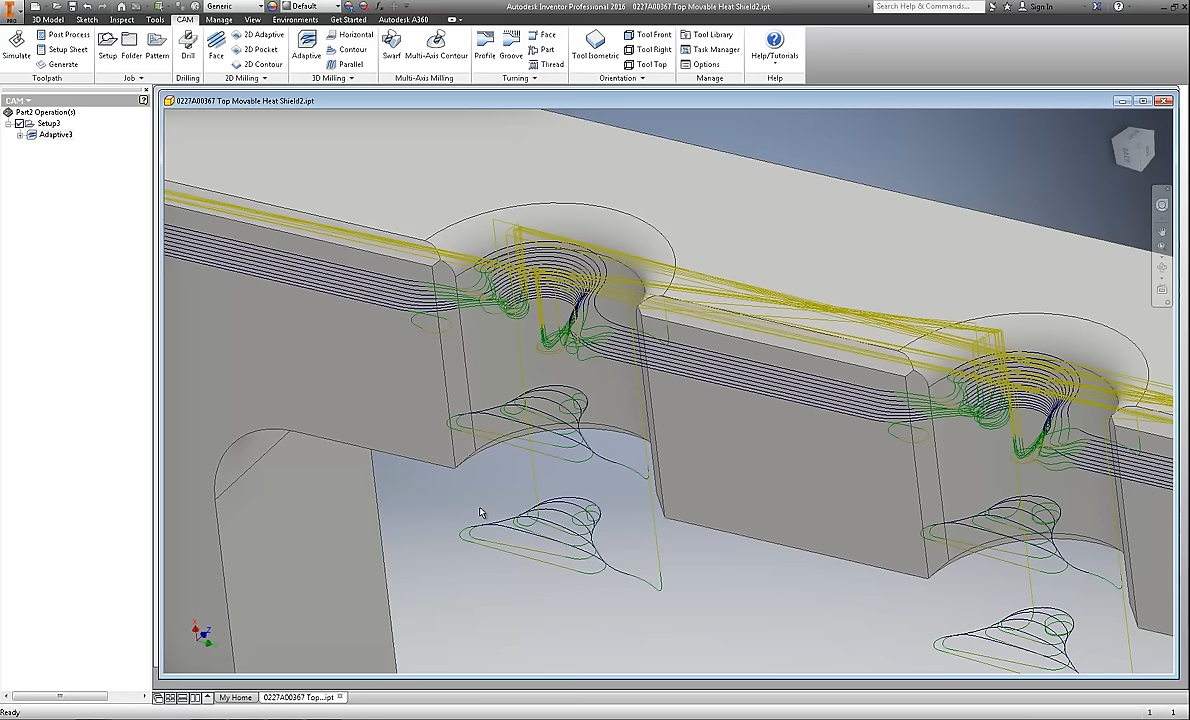 Generic
Default
Autodesk Inventor Professional 2016 0227A00367 Top Movable Heat Shield2.ipt
Search Help & Commands...
Sign In
PRO
3D Model Sketch Inspect Tools CAM Manage View Environments Get Started Autodesk A360
Simulate
Post Process
Setup Sheet
Generate
Toolpath
Setup Folder Pattern
Job
Drill
Drilling
Face
2D Adaptive
2D Pocket
2D Contour
2D Milling
Adaptive
Horizontal
Contour
Parallel
3D Milling
Swarf Multi-Axis Contour
Multi-Axis Milling
Profile Groove
Face
Part
Thread
Turning
Tool Isometric
Tool Front
Tool Right
Tool Top
Orientation
Tool Library
Task Manager
Options
Manage
Help/Tutorials
Help
CAM
Part2 Operation(s)
Setup3
Adaptive3
0227A00367 Top Movable Heat Shield2.ipt
My Home
0227A00367 Top...ipt
Ready
1 1